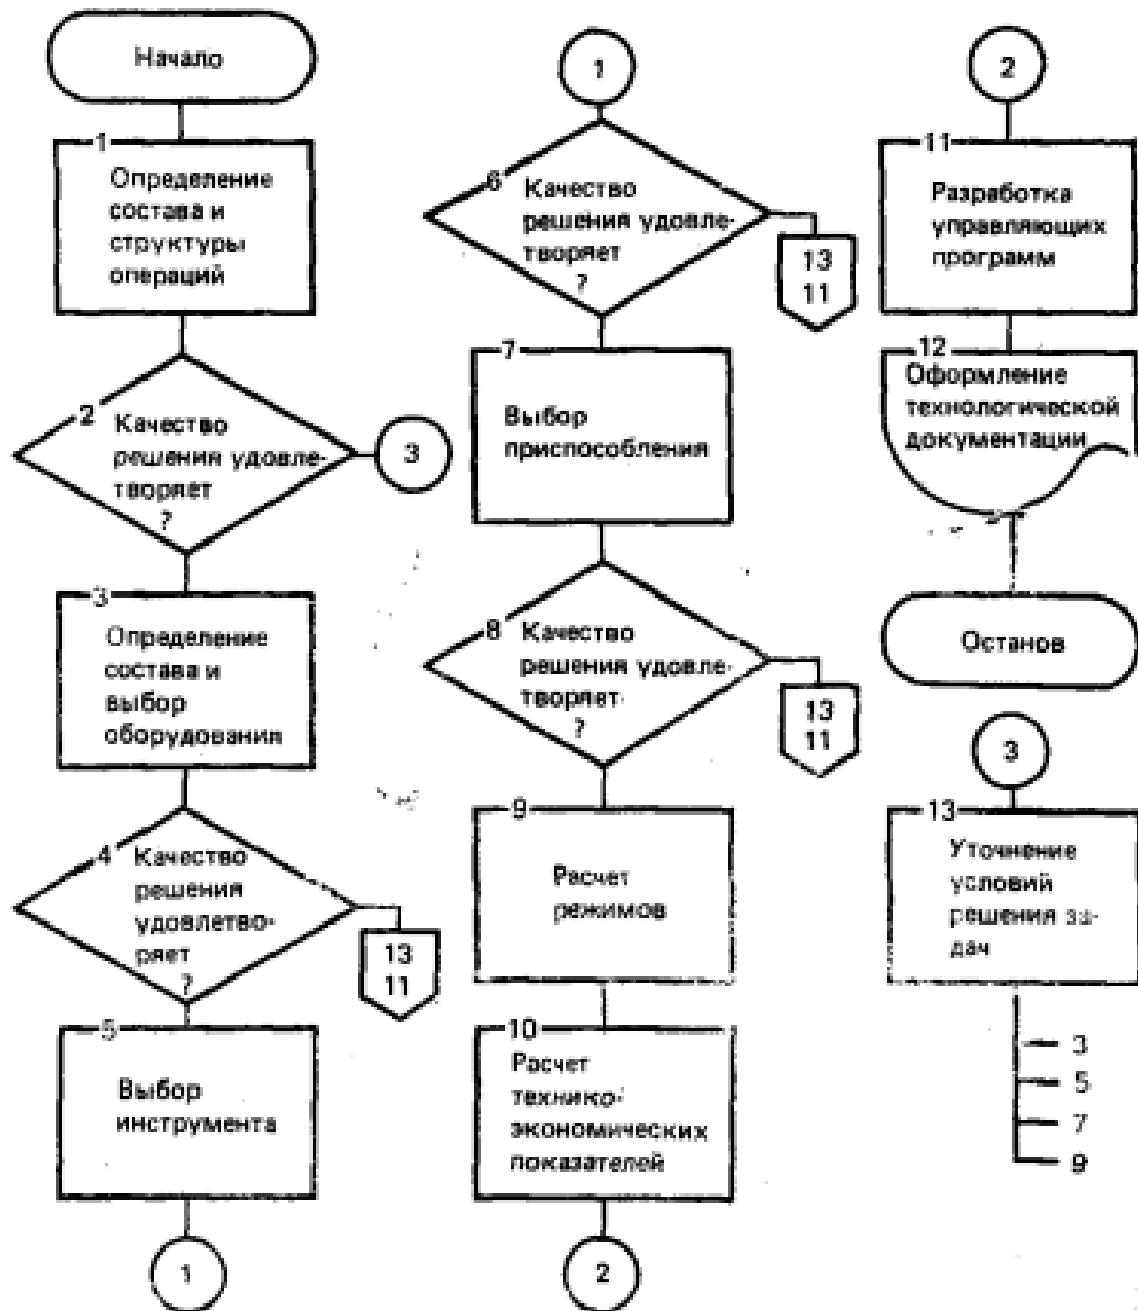 Начало
1
Определение
состава и
структуры
операций
2
Качество
решения удовле-
творяет
?
3
3
Определение
состава и
выбор
оборудования
4
Качество
решения
удовлетво-
ряет
?
13
11
5
Выбор
инструмента
1
1
6
Качество
решения удовле-
творяет
?
13
11
7
Выбор
приспособления
8
Качество
решения удовле-
творяет
?
13
11
9
Расчет
режимов
10
Расчет
технико-
экономических
показателей
2
2
11
Разработка
управляющих
программ
12
Оформление
технологической
документации
Останов
3
13
Уточнение
условий
решения за-
дач
3
5
7
9